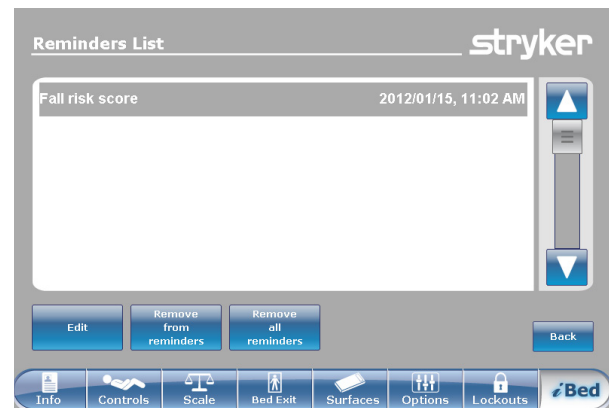 Reminders List
stryker
Fall risk score 2012/01/15, 11:02 AM
Edit
Remove
from
reminders
Remove
all
reminders
Back
Info
Controls
Scale
Bed Exit
Surfaces
Options
Lockouts
iBed